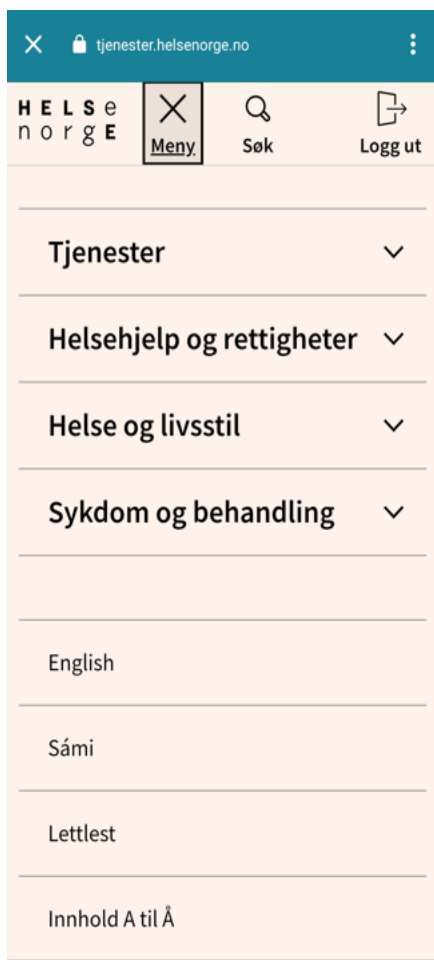 tjenester.helsenorge.no
HELSe
norgE
Meny
Søk
Logg ut
Tjenester
Helsehjelp og rettigheter
Helse og livsstil
Sykdom og behandling
English
Sámi
Lettlest
Innhold A til Å